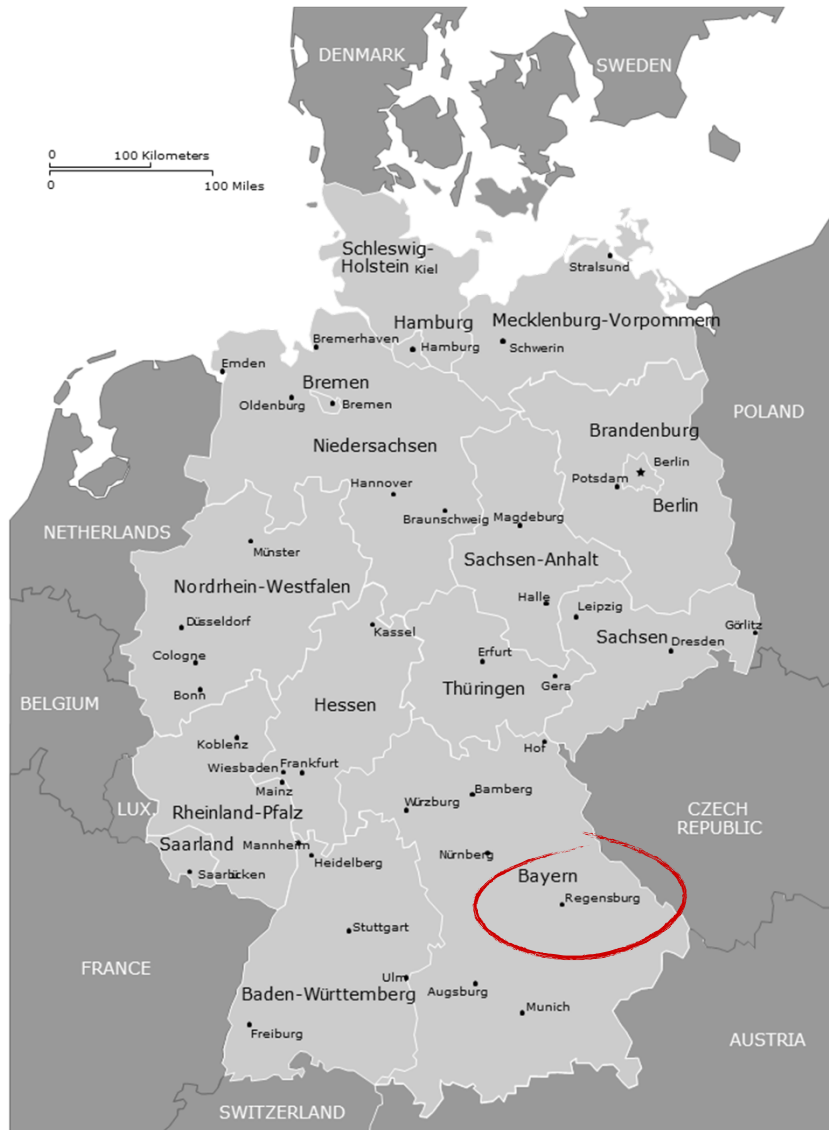 DENMARK
SWEDEN
0
100 Kilometers
0
100 Miles
Schleswig-
Holstein
Kiel
Stralsund
Hamburg
Mecklenburg-Vorpommern
Bremerhaven
Hamburg
Schwerin
Emden
Bremen
Oldenburg
Bremen
POLAND
Brandenburg
Niedersachsen
Berlin
Hannover
Potsdam
Berlin
Braunschweig
Magdeburg
NETHERLANDS
Münster
Sachsen-Anhalt
Nordrhein-Westfalen
Halle
Leipzig
Düsseldorf
Kassel
Sachsen
Görlitz
Dresden
Cologne
Erfurt
Bonn
Thüringen
Gera
BELGIUM
Hessen
Koblenz
Hof
Wiesbaden
Frankfurt
Mainz
Bamberg
Würzburg
LUX.
Rheinland-Pfalz
CZECH
REPUBLIC
Saarland
Mannheim
Heidelberg
Nürnberg
Saarbücken
Bayern
Regensburg
Stuttgart
FRANCE
Ulm
Augsburg
Baden-Württemberg
Munich
Freiburg
AUSTRIA
SWITZERLAND